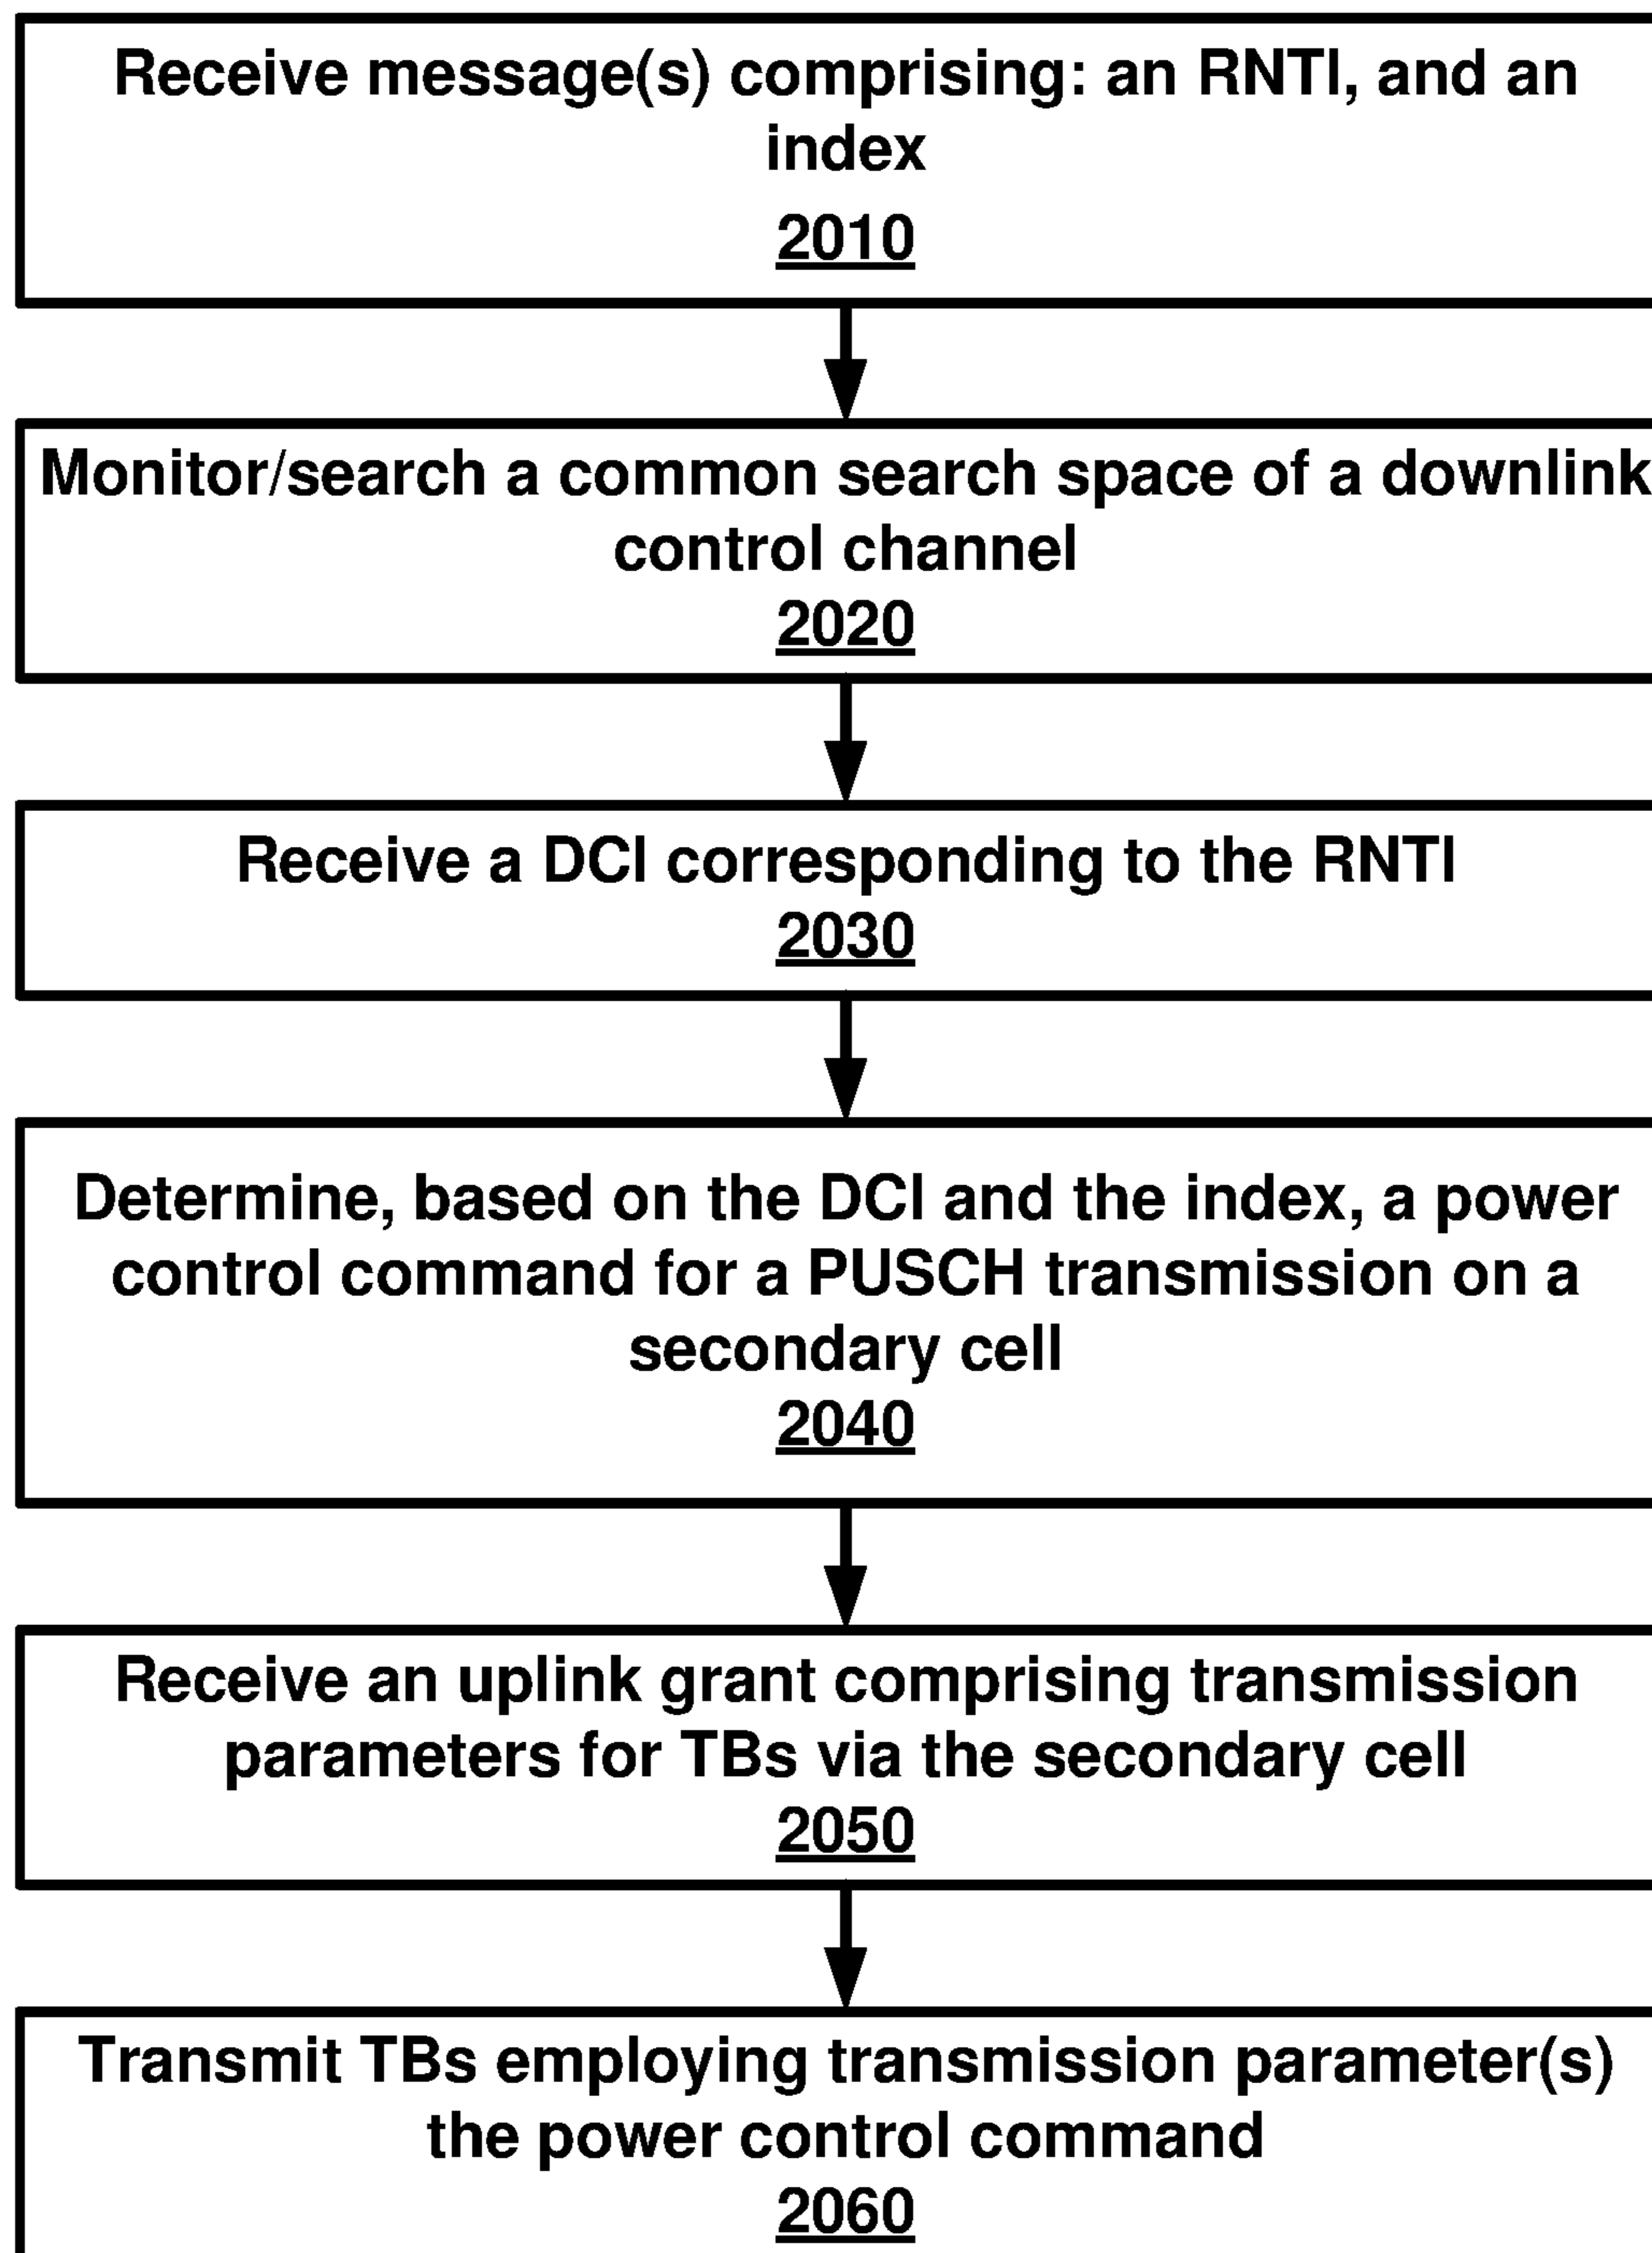 Receive message(s) comprising: an RNTI, and an
index
2010
Monitor/search a common search space of a downlink
control channel
2020
Receive a DCI corresponding to the RNTI
2030
Determine, based on the DCI and the index, a power
control command for a PUSCH transmission on a
secondary cell
2040
Receive an uplink grant comprising transmission
parameters for TBs via the secondary cell
2050
Transmit TBs employing transmission parameter(s)
the power control command
2060